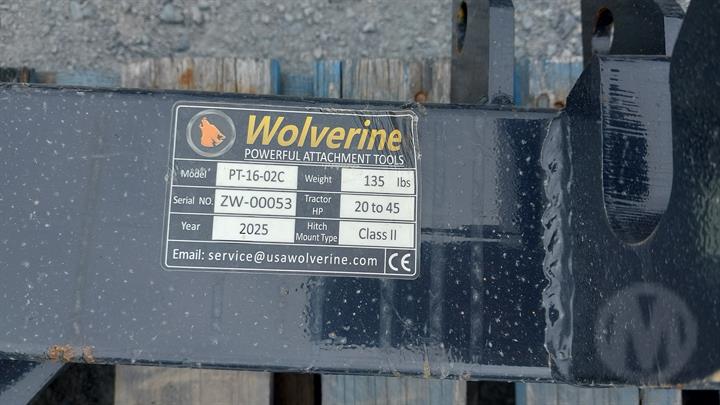 Wolverine
POWERFUL ATTACHMENT TOOLS
Model PT-16-02C Weight 135 lbs
Serial NO. ZW-00053 Tractor HP 20 to 45
Year 2025 Hitch Mount Type Class II
Email: service@usawolverine.com CE
M